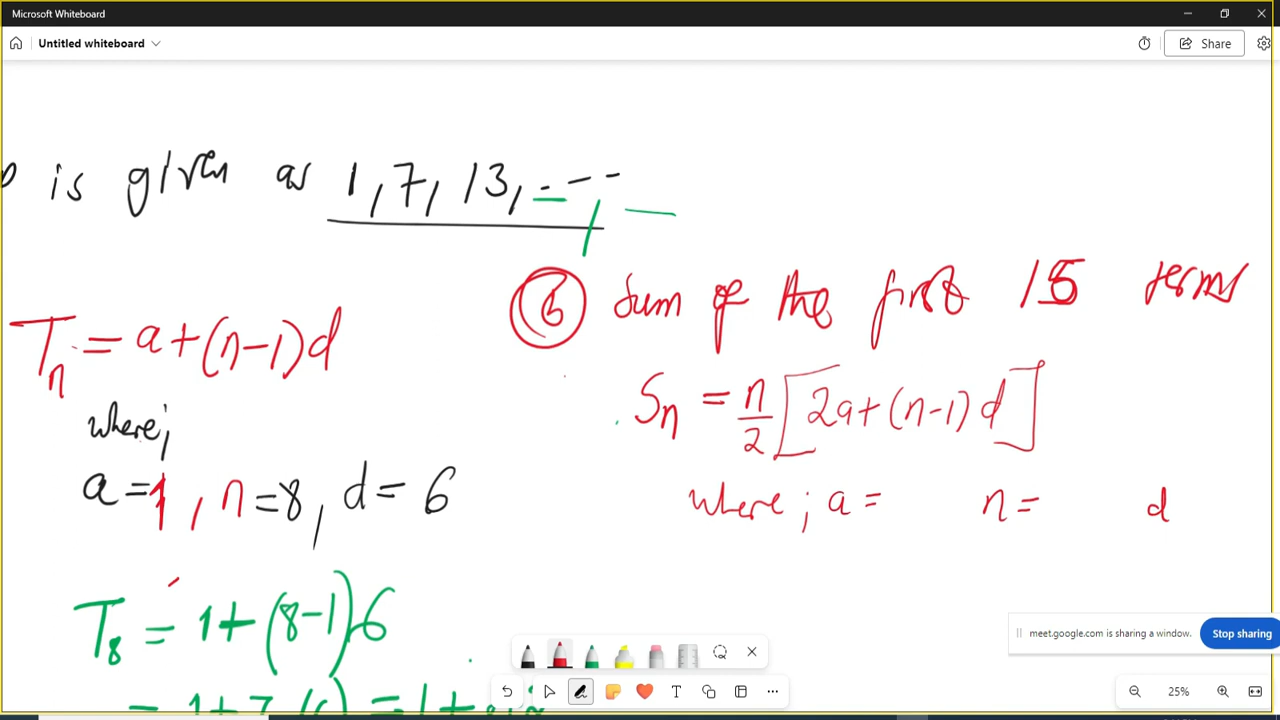 Microsoft Whiteboard
Untitled whiteboard
Share
is given as 1, 7, 13, ----
6 Sum of the first 15 terms
Tn = a+(n-1)d
Sn = n/2 [2a+(n-1)d]
where;
a=1, n=8, d=6
where; a= n= d
T8 = 1+(8-1)6
meet.google.com is sharing a window.
Stop sharing
25%